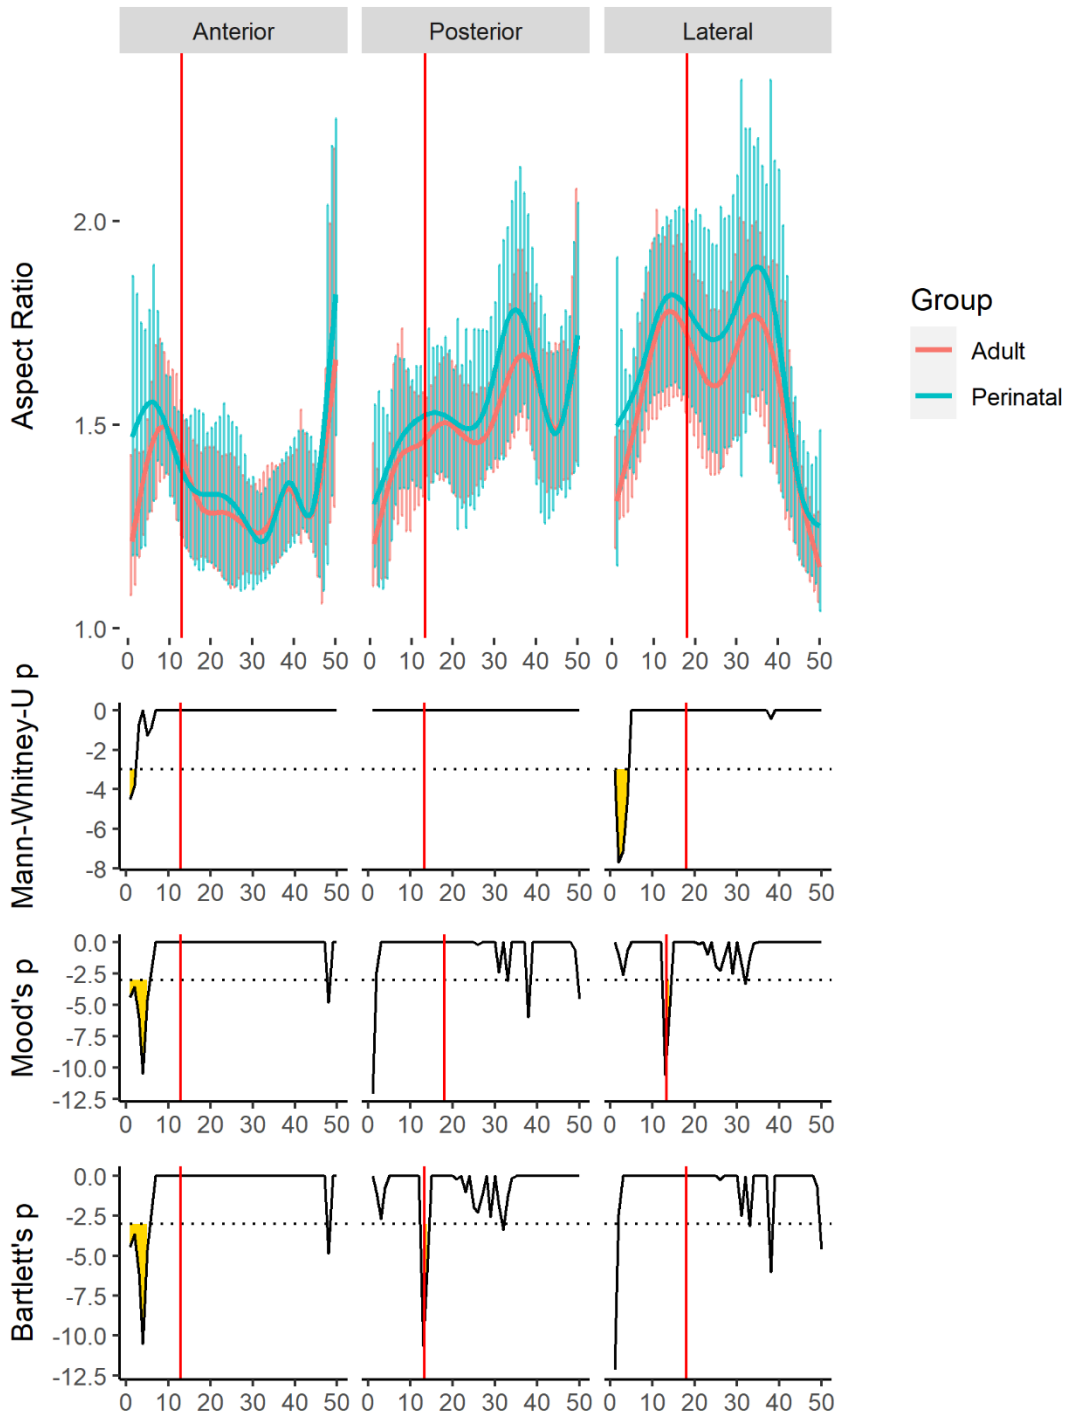 Anterior Posterior Lateral
Aspect Ratio
2.0
1.5
1.0
0 10 20 30 40 50 0 10 20 30 40 50 0 10 20 30 40 50
Group
Adult
Perinatal
Mann-Whitney-U p
0
-2
-4
-6
-8
0 10 20 30 40 50 0 10 20 30 40 50 0 10 20 30 40 50
Mood's p
0.0
-2.5
-5.0
-7.5
-10.0
-12.5
0 10 20 30 40 50 0 10 20 30 40 50 0 10 20 30 40 50
Bartlett's p
0.0
-2.5
-5.0
-7.5
-10.0
-12.5
0 10 20 30 40 50 0 10 20 30 40 50 0 10 20 30 40 50